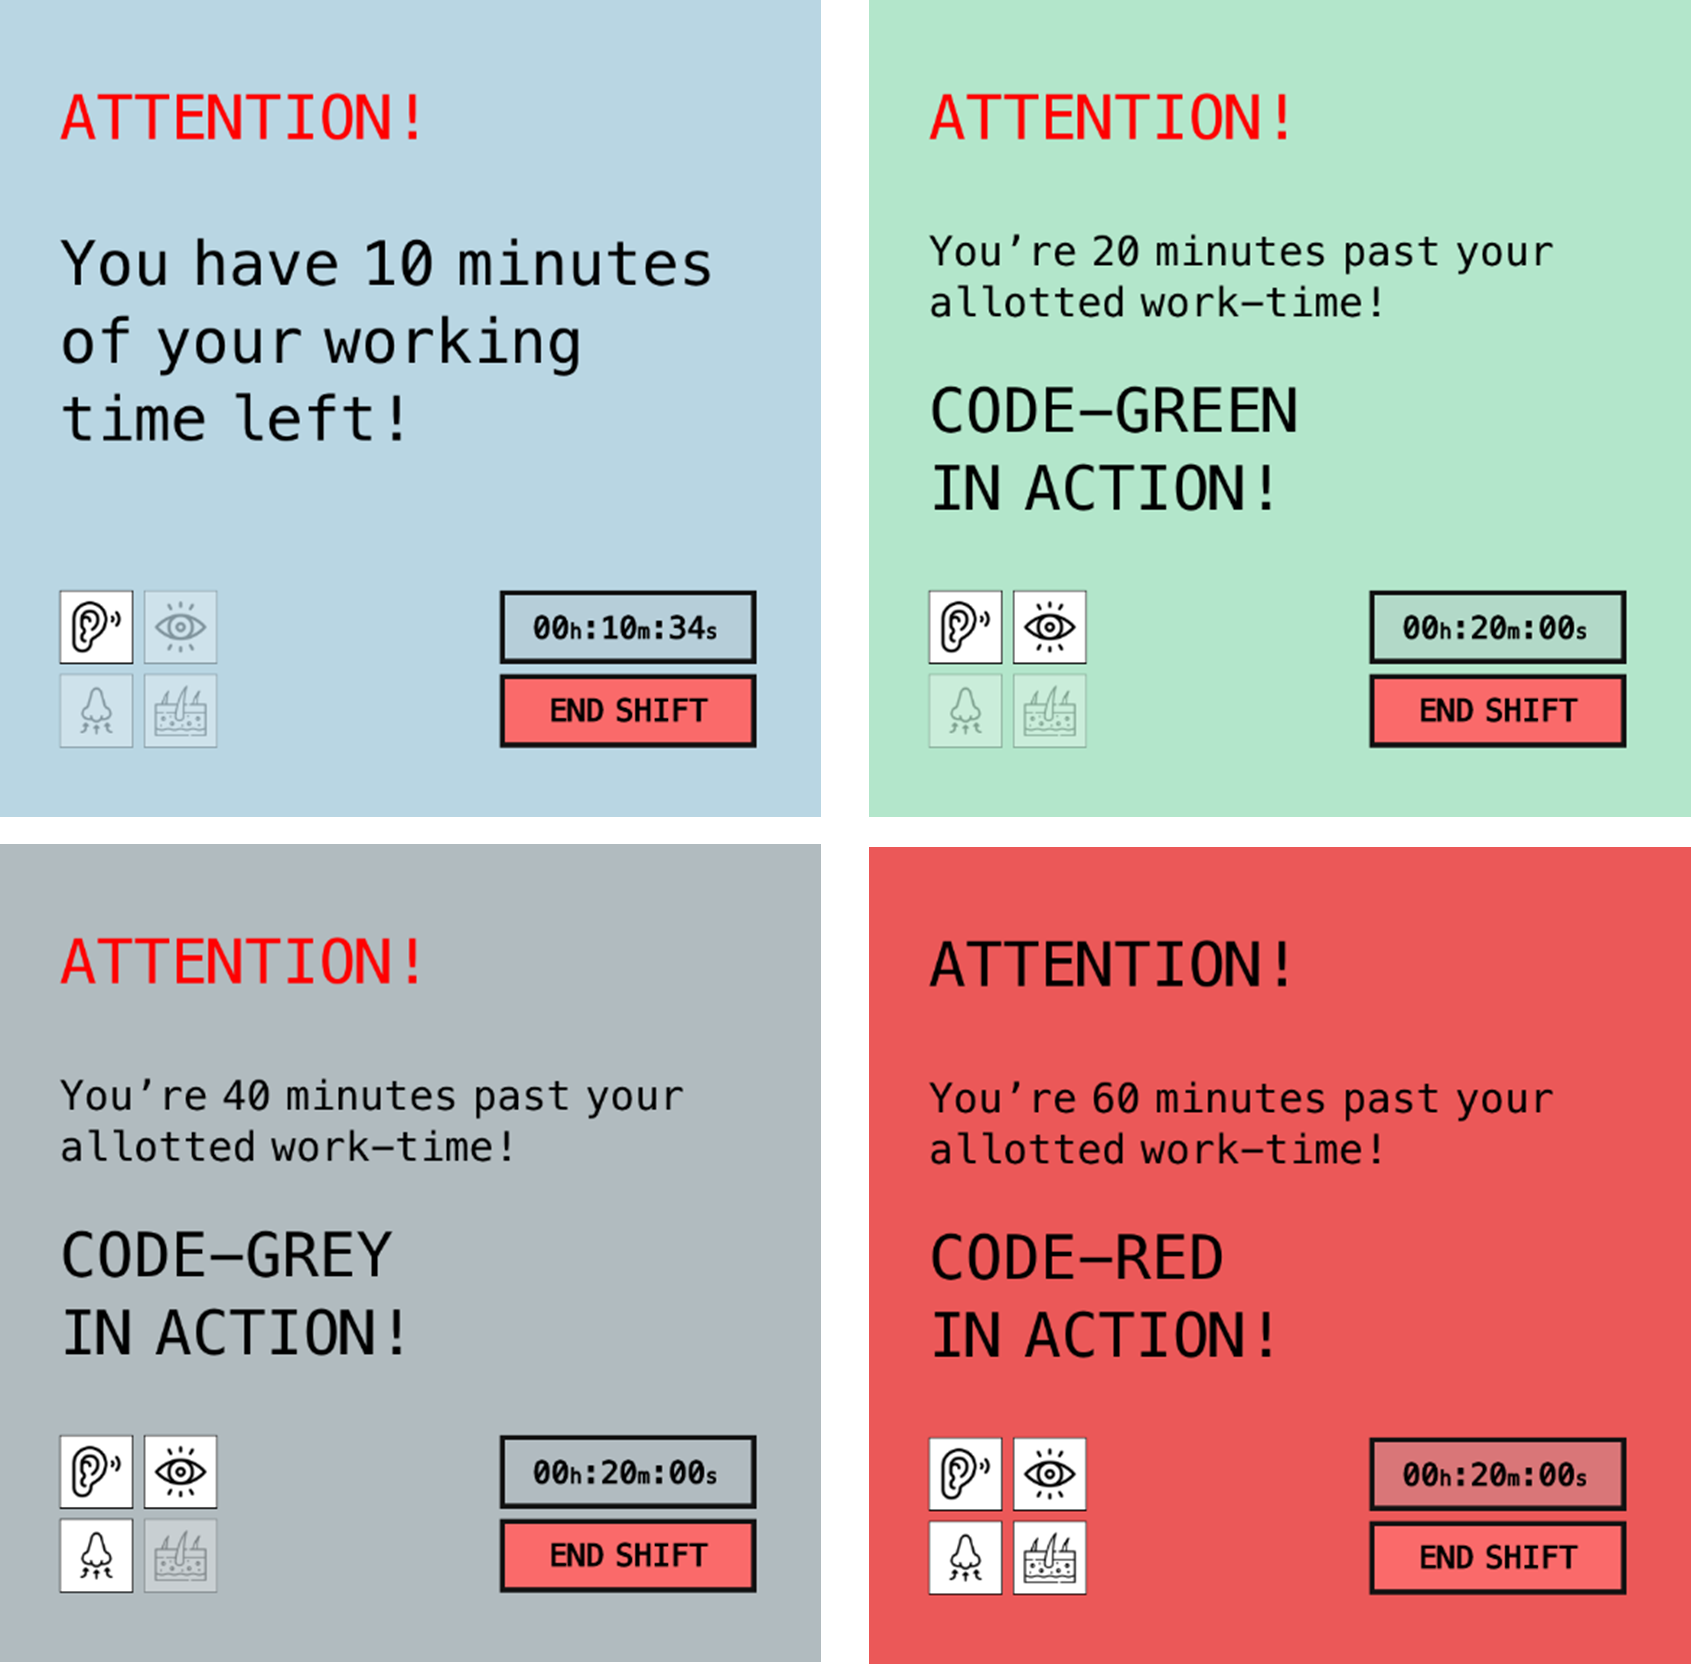 ATTENTION!
You have 10 minutes
of your working
time left!
00h:10m:34s
END SHIFT
ATTENTION!
You’re 20 minutes past your
allotted work–time!
CODE–GREEN
IN ACTION!
00h:20m:00s
END SHIFT
ATTENTION!
You’re 40 minutes past your
allotted work–time!
CODE–GREY
IN ACTION!
00h:20m:00s
END SHIFT
ATTENTION!
You’re 60 minutes past your
allotted work–time!
CODE–RED
IN ACTION!
00h:20m:00s
END SHIFT